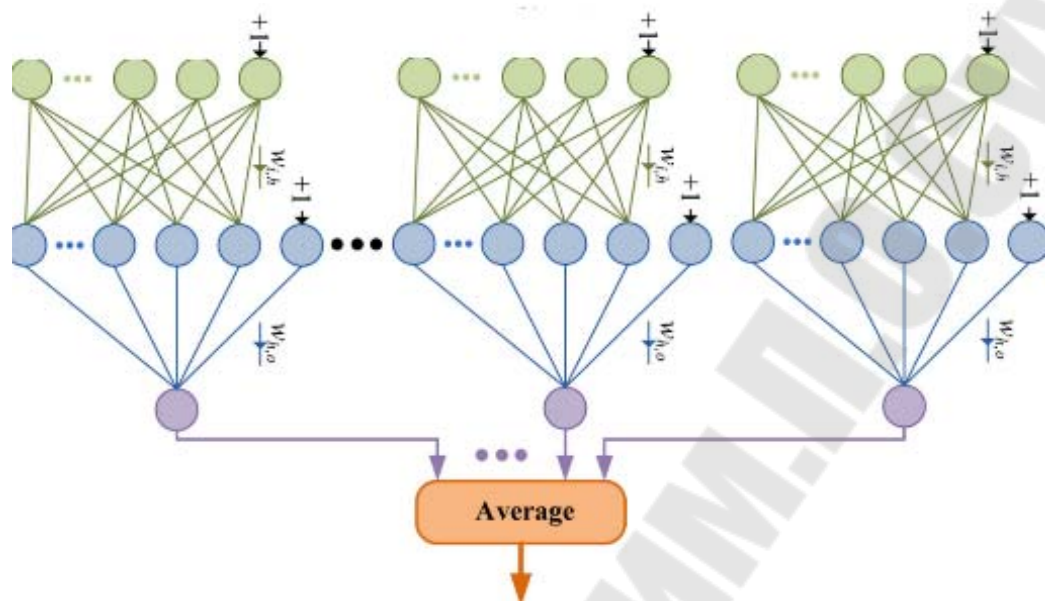 +1 +1 +1
w_{i,h} w_{i,h} w_{i,h}
+1 +1 +1
w_{h,o} w_{h,o} w_{h,o}
Average